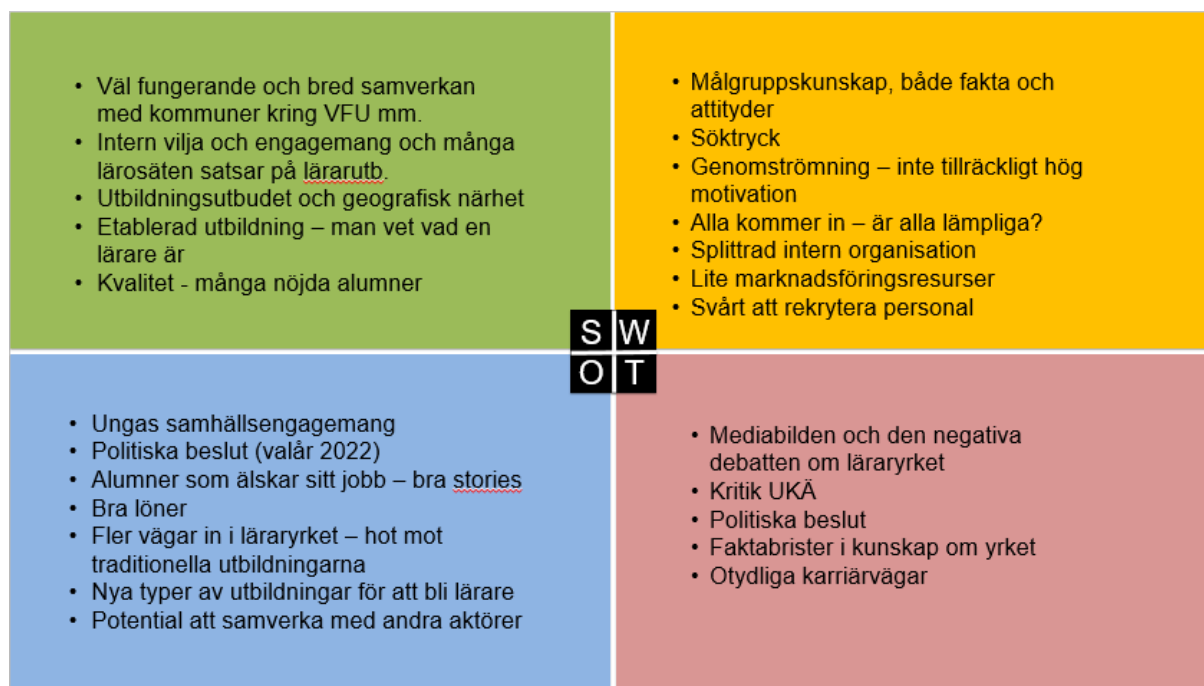 • Väl fungerande och bred samverkan
med kommuner kring VFU mm.
• Intern vilja och engagemang och många
lärosäten satsar på lärarutb.
• Utbildningsutbudet och geografisk närhet
• Etablerad utbildning – man vet vad en
lärare är
• Kvalitet - många nöjda alumner
• Målgruppskunskap, både fakta och
attityder
• Söktryck
• Genomströmning – inte tillräckligt hög
motivation
• Alla kommer in – är alla lämpliga?
• Splittrad intern organisation
• Lite marknadsföringsresurser
• Svårt att rekrytera personal
S W
O T
• Ungas samhällsengagemang
• Politiska beslut (valår 2022)
• Alumner som älskar sitt jobb – bra stories
• Bra löner
• Fler vägar in i läraryrket – hot mot
traditionella utbildningarna
• Nya typer av utbildningar för att bli lärare
• Potential att samverka med andra aktörer
• Mediabilden och den negativa
debatten om läraryrket
• Kritik UKÄ
• Politiska beslut
• Faktabrister i kunskap om yrket
• Otydliga karriärvägar